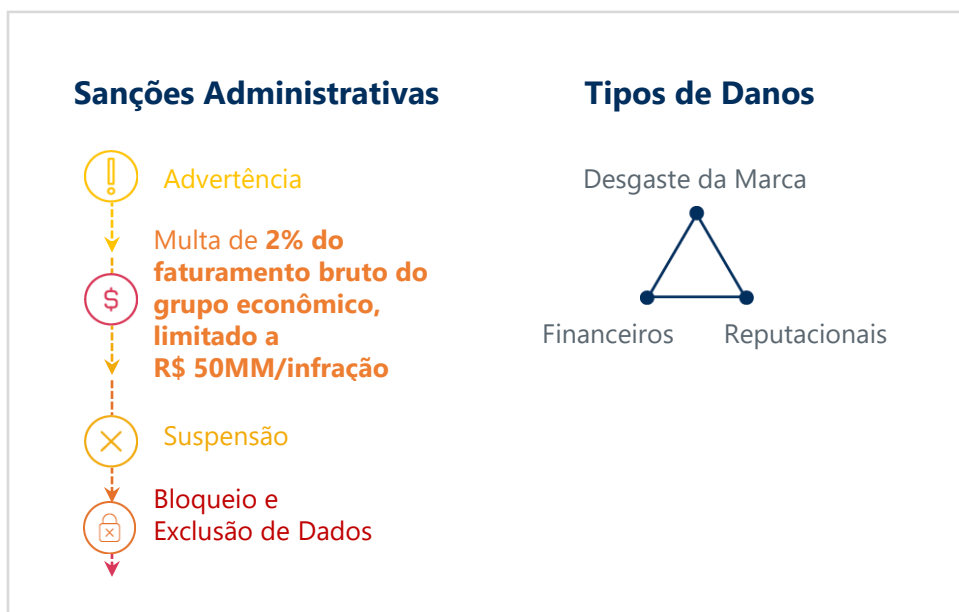 Sanções Administrativas
Advertência
Multa de 2% do
faturamento bruto do
grupo econômico,
limitado a
R$ 50MM/infração
$
Suspensão
Bloqueio e
Exclusão de Dados
Tipos de Danos
Desgaste da Marca
Financeiros
Reputacionais